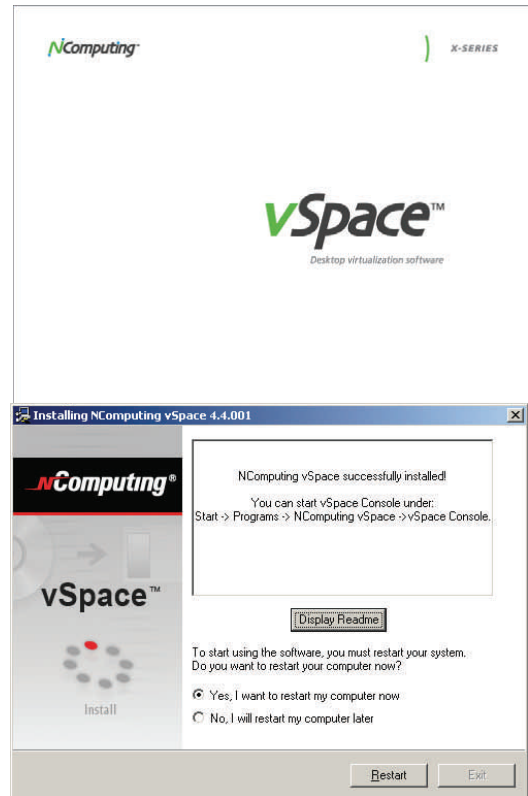 NComputing™
X-SERIES
vSpace™
Desktop virtualization software
Installing NComputing vSpace 4.4.001
NComputing®
NComputing vSpace successfully installed!
You can start vSpace Console under:
Start -> Programs -> NComputing vSpace ->vSpace Console.
vSpace™
Display Readme
To start using the software, you must restart your system.
Do you want to restart your computer now?
Yes, I want to restart my computer now
No, I will restart my computer later
Install
Restart
Exit